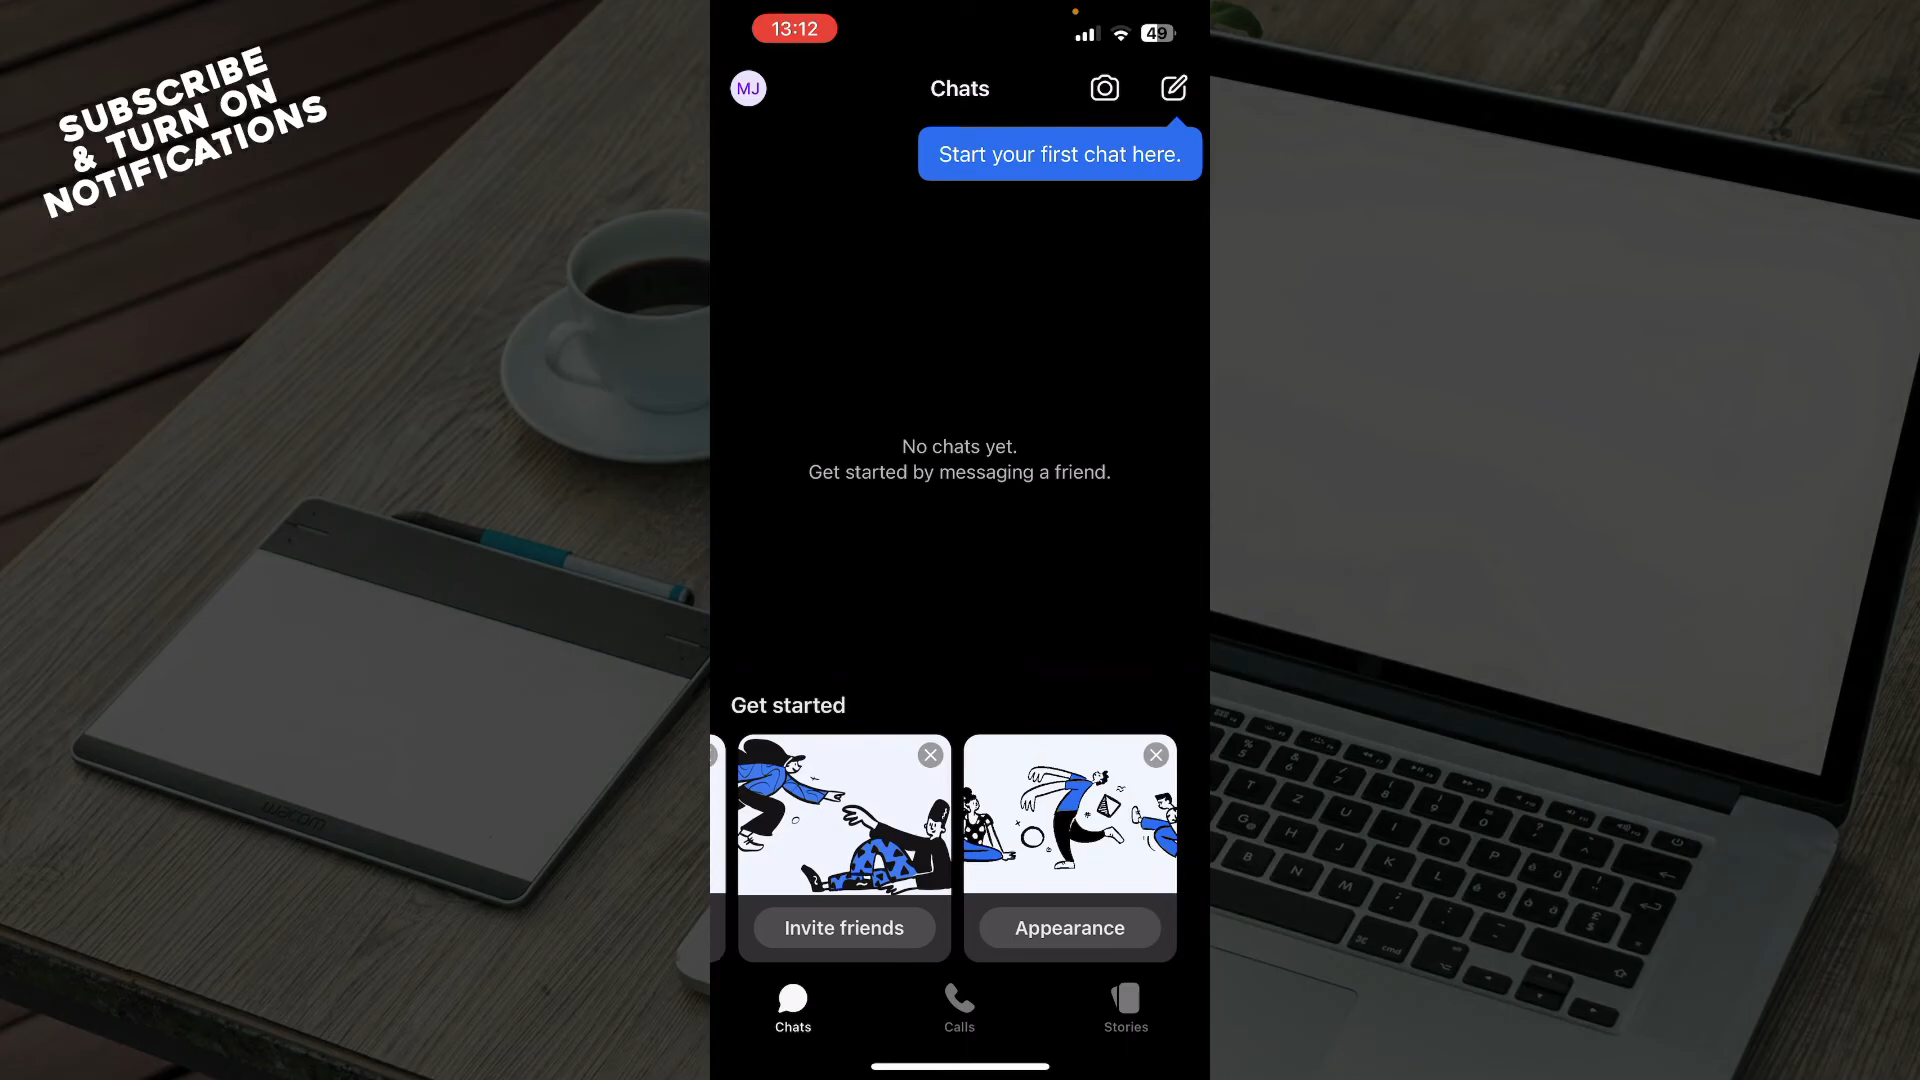 SUBSCRIBE
& TURN ON
NOTIFICATIONS
13:12
49
MJ
Chats
Start your first chat here.
No chats yet.
Get started by messaging a friend.
Get started
Invite friends
Appearance
Chats
Calls
Stories
wacom